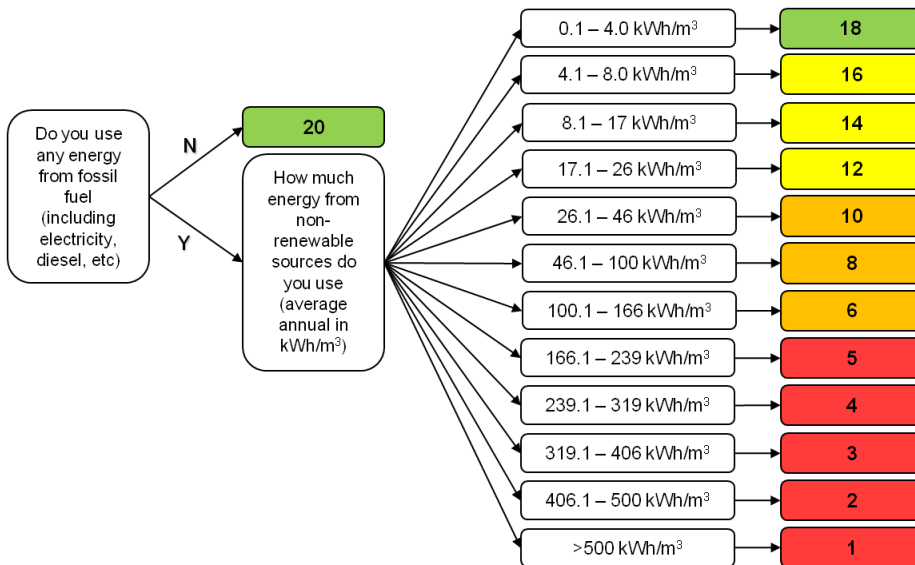 Do you use
any energy
from fossil
fuel
(including
electricity,
diesel, etc)
N
Y
20
How much
energy from
non-
renewable
sources do
you use
(average
annual in
kWh/m³)
0.1 – 4.0 kWh/m³
18
4.1 – 8.0 kWh/m³
16
8.1 – 17 kWh/m³
14
17.1 – 26 kWh/m³
12
26.1 – 46 kWh/m³
10
46.1 – 100 kWh/m³
8
100.1 – 166 kWh/m³
6
166.1 – 239 kWh/m³
5
239.1 – 319 kWh/m³
4
319.1 – 406 kWh/m³
3
406.1 – 500 kWh/m³
2
>500 kWh/m³
1